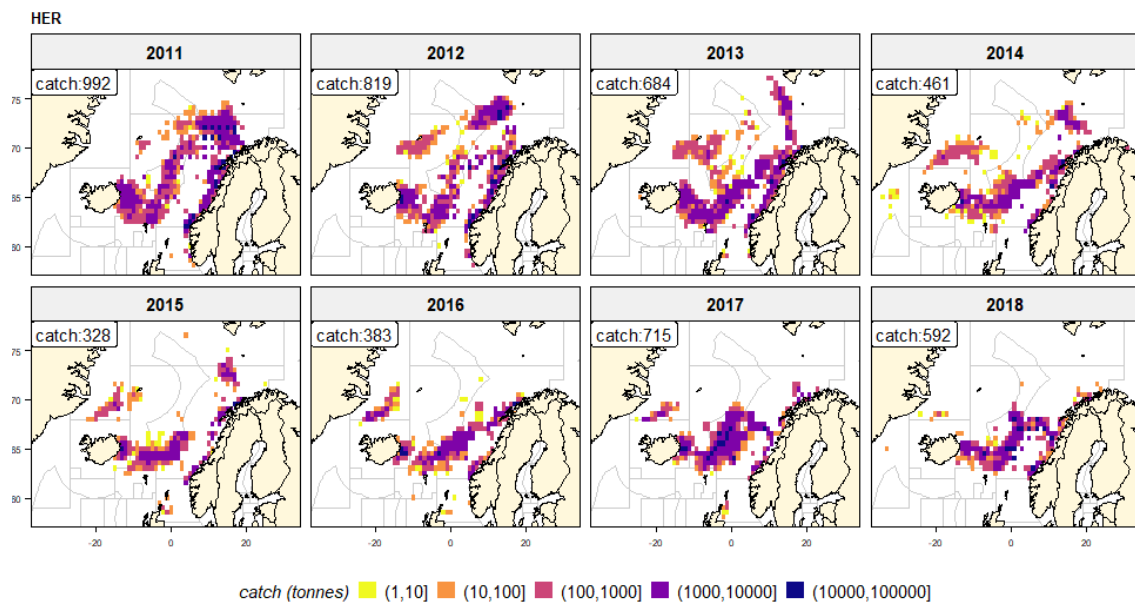 HER
2011
2012
2013
2014
catch:992
catch:819
catch:684
catch:461
75
70
65
60
2015
2016
2017
2018
catch:328
catch:383
catch:715
catch:592
75
70
65
60
-20 0 20
-20 0 20
-20 0 20
-20 0 20
catch (tonnes) (1,10] (10,100] (100,1000] (1000,10000] (10000,100000]